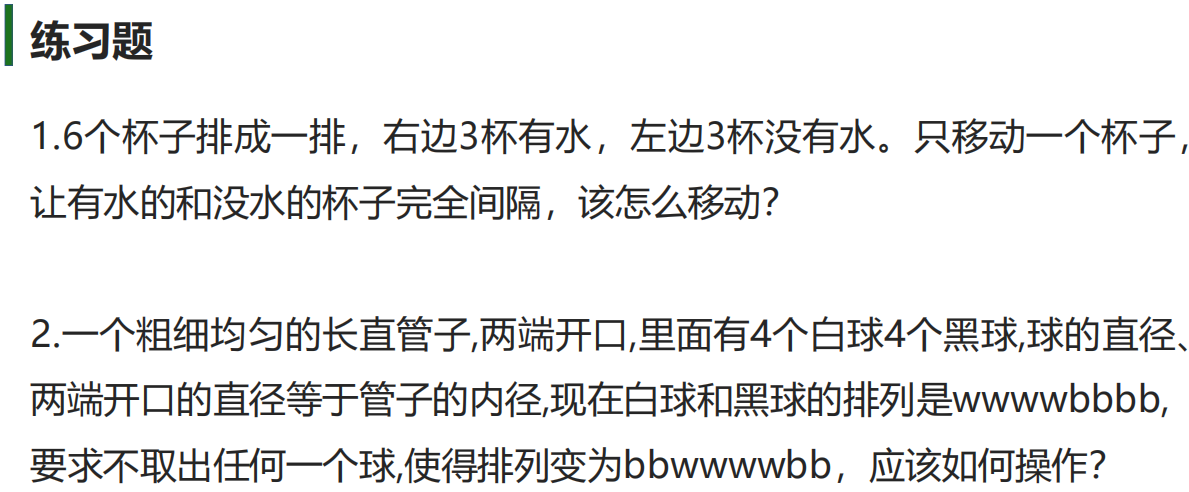 练习题
1.6个杯子排成一排，右边3杯有水，左边3杯没有水。只移动一个杯子，
让有水的和没水的杯子完全间隔，该怎么移动？
2.一个粗细均匀的长直管子,两端开口,里面有4个白球4个黑球,球的直径、
两端开口的直径等于管子的内径,现在白球和黑球的排列是wwwwbbbb,
要求不取出任何一个球,使得排列变为bbwwwwbb，应该如何操作？